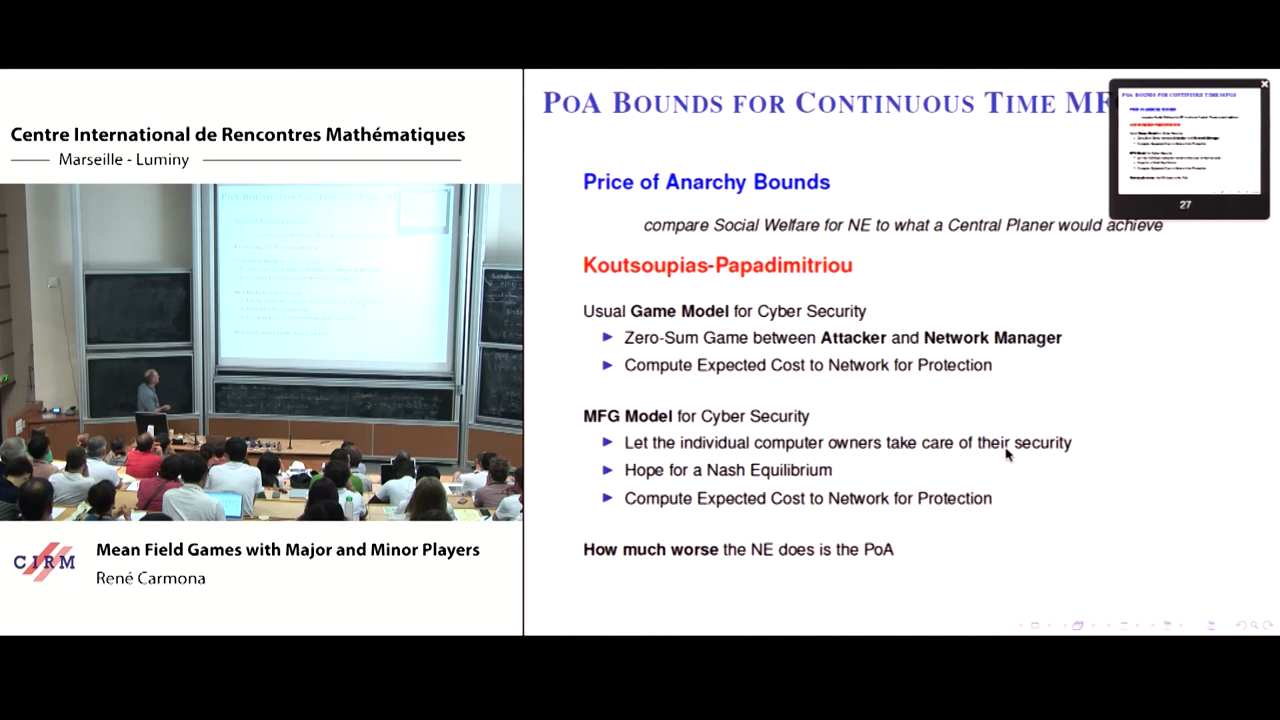 Centre International de Rencontres Mathématiques
Marseille - Luminy
CIRM
Mean Field Games with Major and Minor Players
René Carmona
PoA Bounds for Continuous Time
Price of Anarchy Bounds
compare Social Welfare for NE to what a Central Planer would achieve
Koutsoupias-Papadimitriou
Usual Game Model for Cyber Security
Zero-Sum Game between Attacker and Network Manager
Compute Expected Cost to Network for Protection
MFG Model for Cyber Security
Let the individual computer owners take care of their security
Hope for a Nash Equilibrium
Compute Expected Cost to Network for Protection
How much worse the NE does is the PoA
27